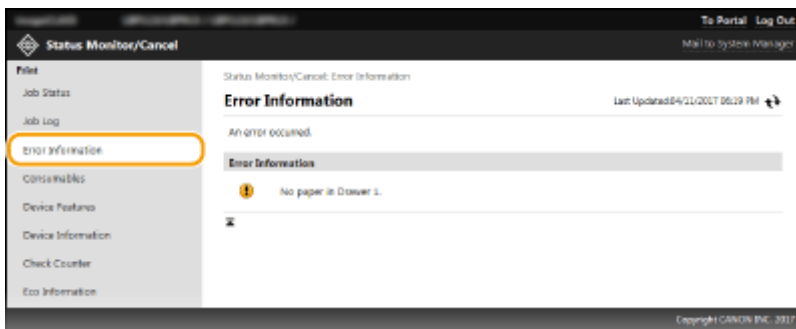 To Portal Log Out
Status Monitor/Cancel
Mail to System Manager
Print
Job Status
Job Log
Error Information
Consumables
Device Features
Device Information
Check Counter
Eco Information
Status Monitor/Cancel: Error Information
Error Information
Last Updated:04/11/2017 06:19 PM
An error occurred.
Error Information
No paper in Drawer 1.
Copyright CANON INC. 2017